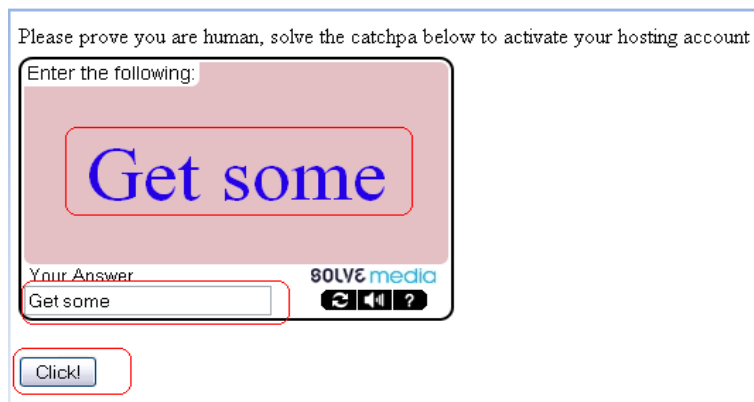 Please prove you are human, solve the catchpa below to activate your hosting account
Enter the following:
Get some
Your Answer
SOLVE media
Get some
?
Click!